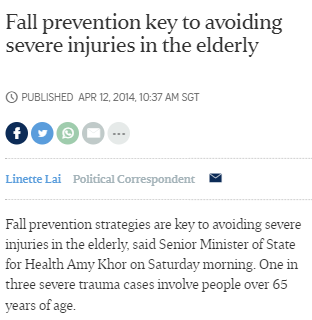 Fall prevention key to avoiding
severe injuries in the elderly
PUBLISHED APR 12, 2014, 10:37 AM SGT
Linette Lai Political Correspondent
Fall prevention strategies are key to avoiding severe
injuries in the elderly, said Senior Minister of State
for Health Amy Khor on Saturday morning. One in
three severe trauma cases involve people over 65
years of age.